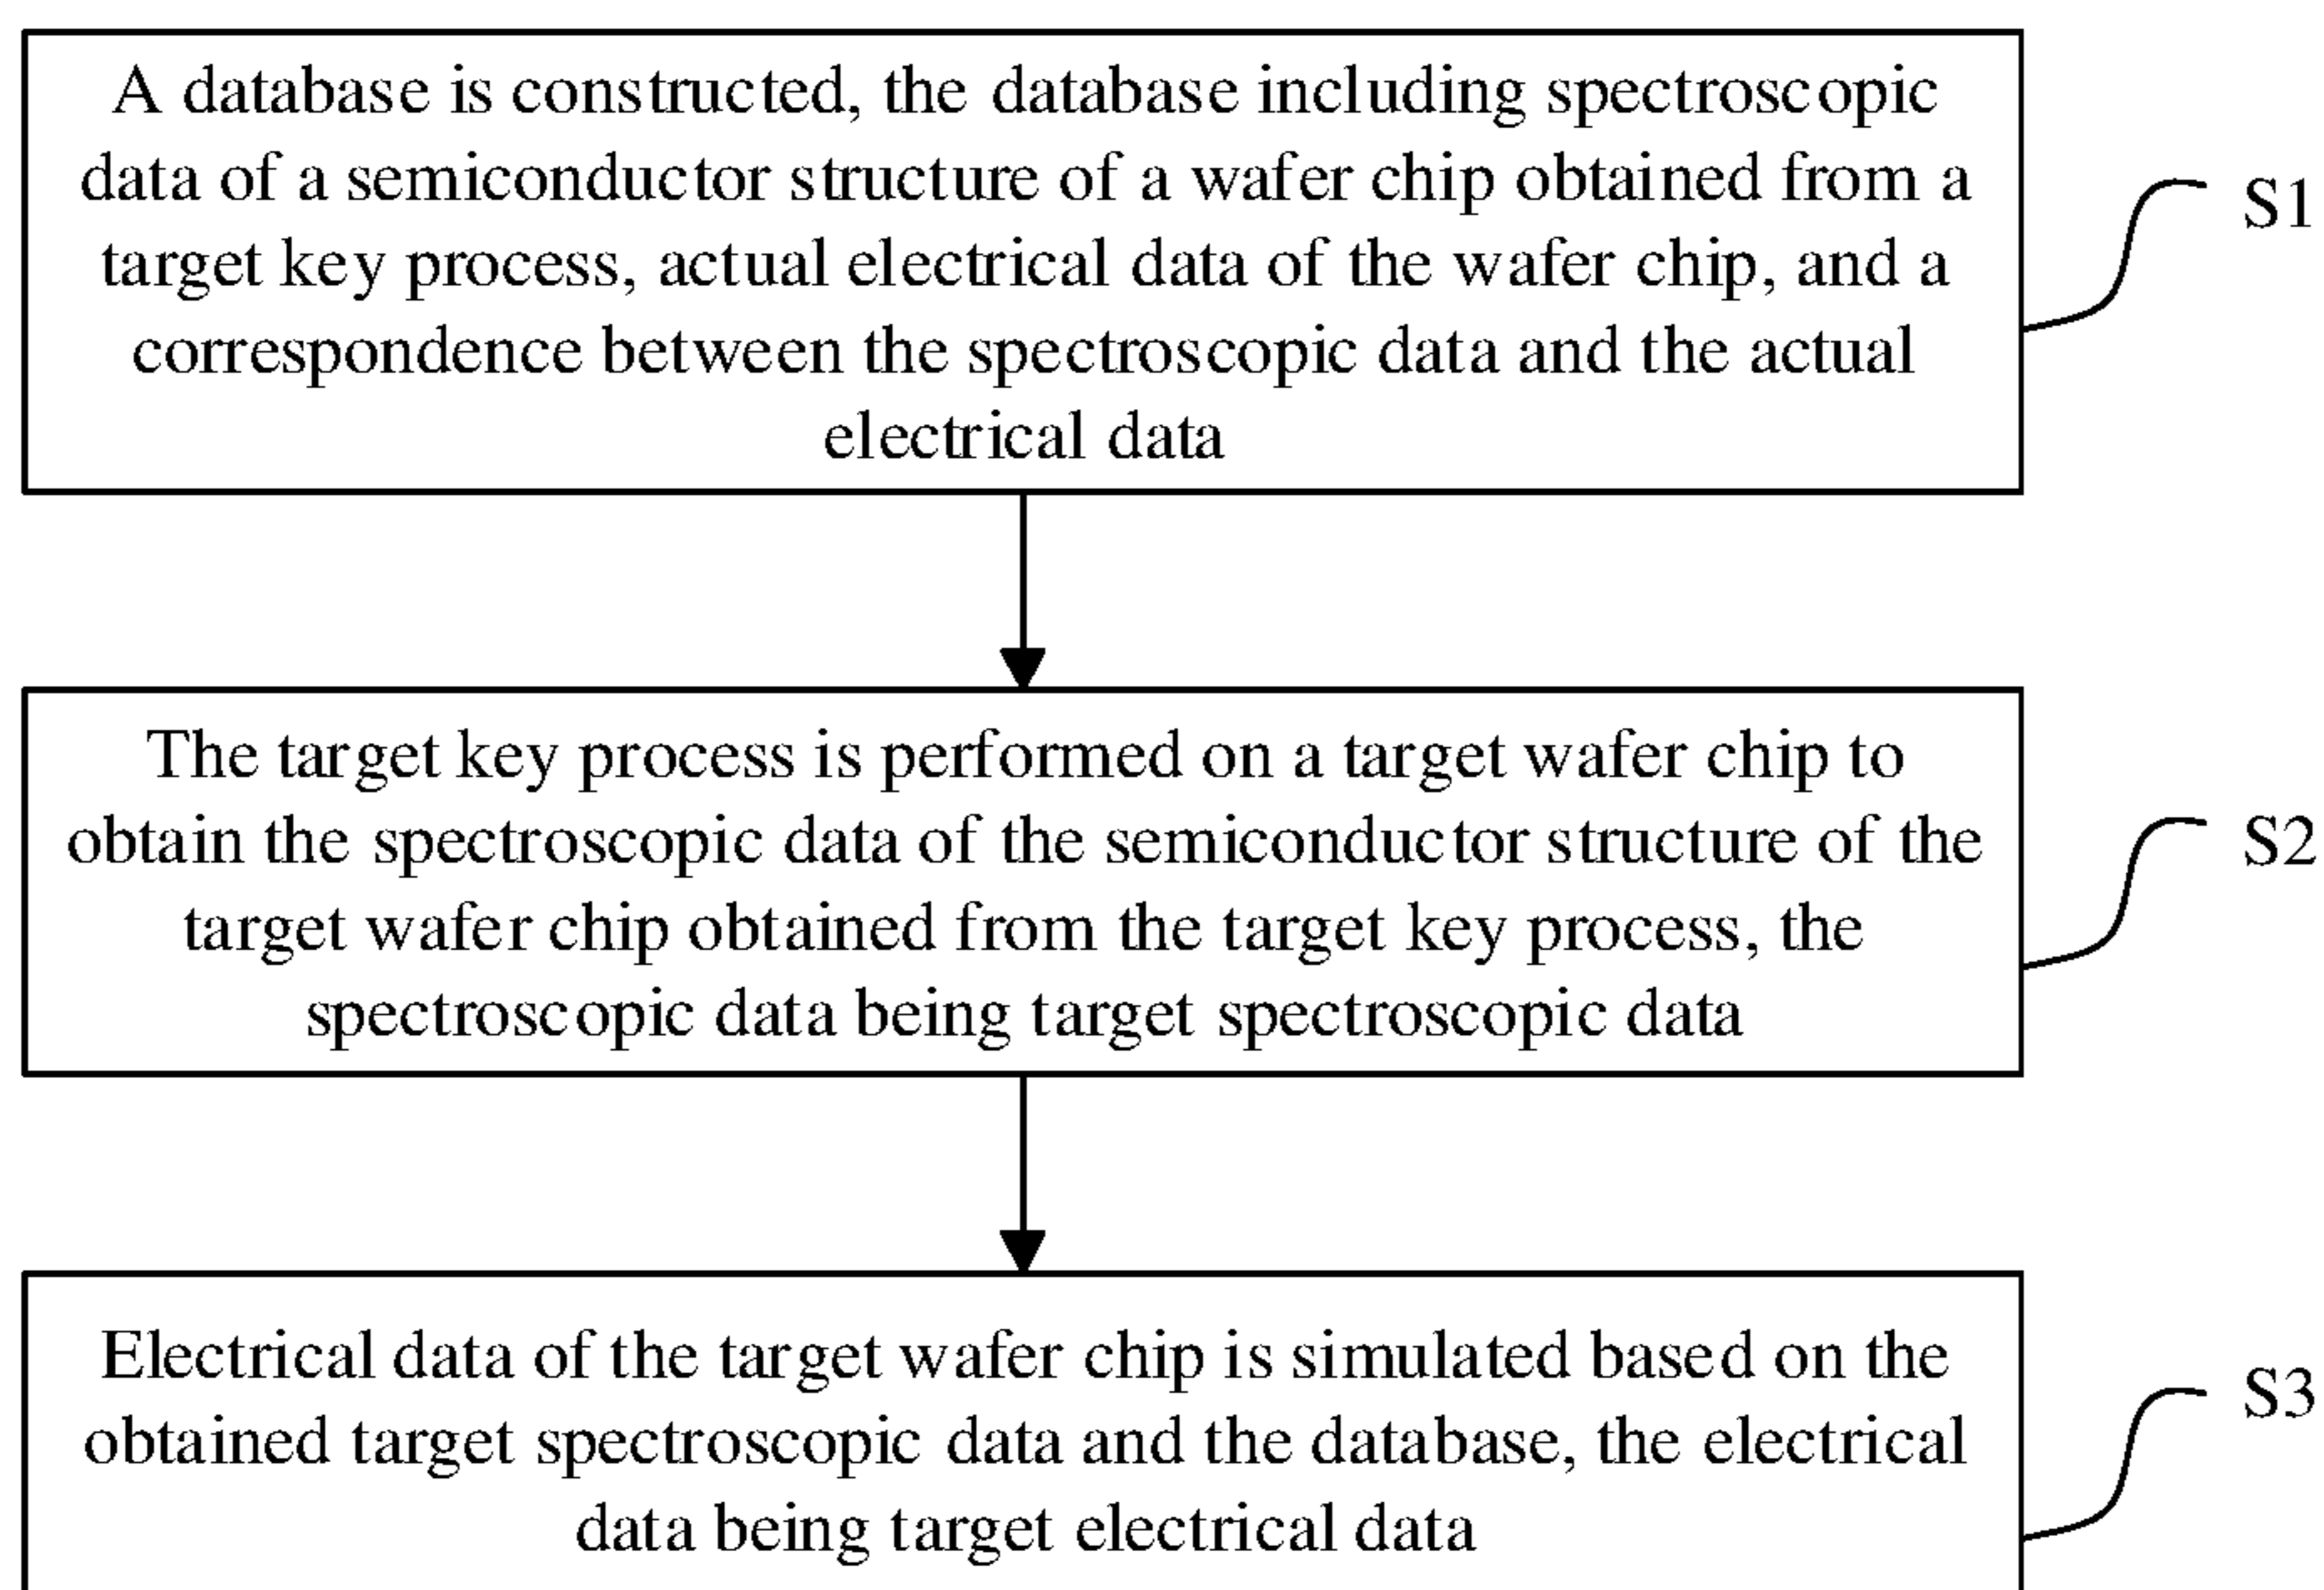 A database is constructed, the database including spectroscopic
data of a semiconductor structure of a wafer chip obtained from a
target key process, actual electrical data of the wafer chip, and a
correspondence between the spectroscopic data and the actual
electrical data
S1
The target key process is performed on a target wafer chip to
obtain the spectroscopic data of the semiconductor structure of the
target wafer chip obtained from the target key process, the
spectroscopic data being target spectroscopic data
S2
Electrical data of the target wafer chip is simulated based on the
obtained target spectroscopic data and the database, the electrical
data being target electrical data
S3